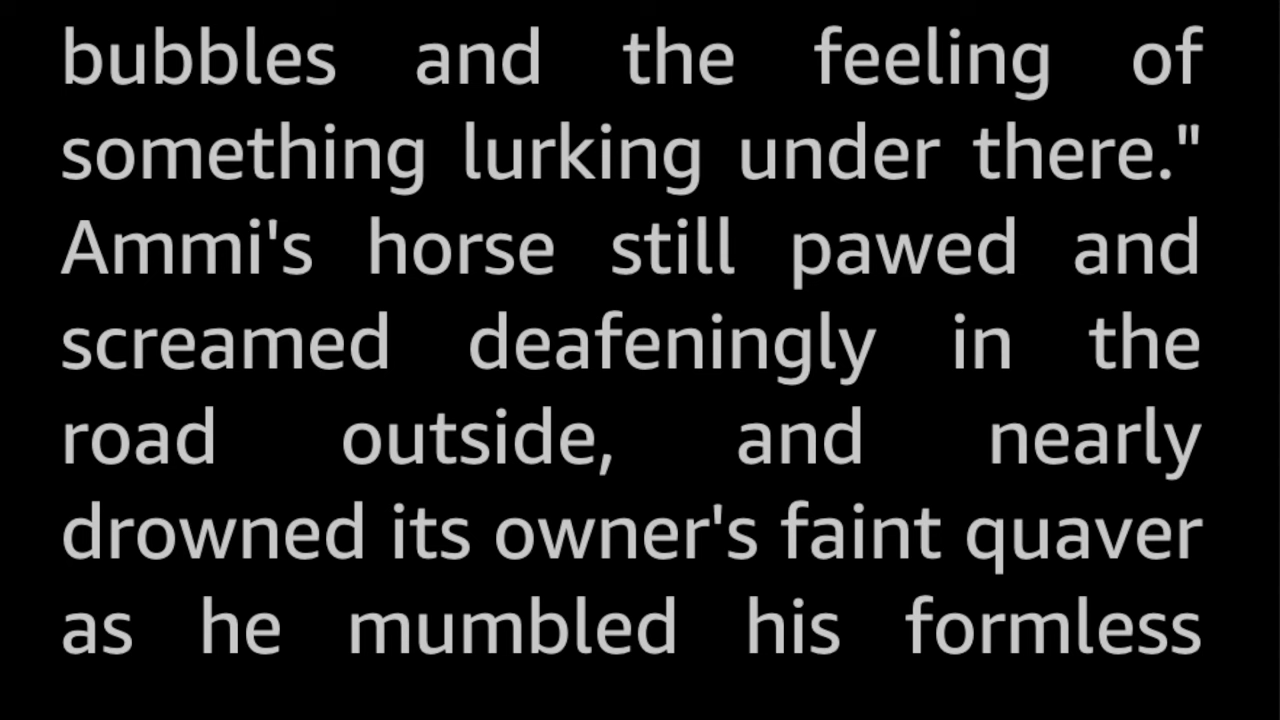 bubbles and the feeling of
something lurking under there."
Ammi's horse still pawed and
screamed deafeningly in the
road outside, and nearly
drowned its owner's faint quaver
as he mumbled his formless